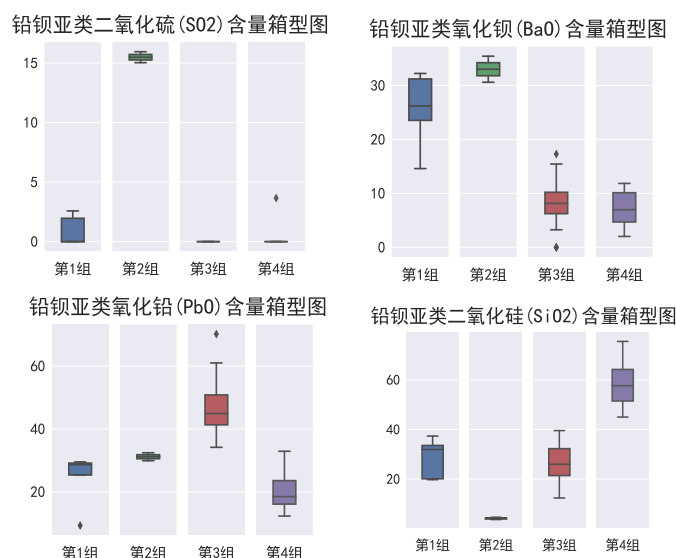 铅钡亚类二氧化硫(SO2)含量箱型图
15
10
5
0
第1组
第2组
第3组
第4组
铅钡亚类氧化钡(BaO)含量箱型图
30
20
10
0
第1组
第2组
第3组
第4组
铅钡亚类氧化铅(PbO)含量箱型图
60
40
20
第1组
第2组
第3组
第4组
铅钡亚类二氧化硅(SiO2)含量箱型图
60
40
20
第1组
第2组
第3组
第4组